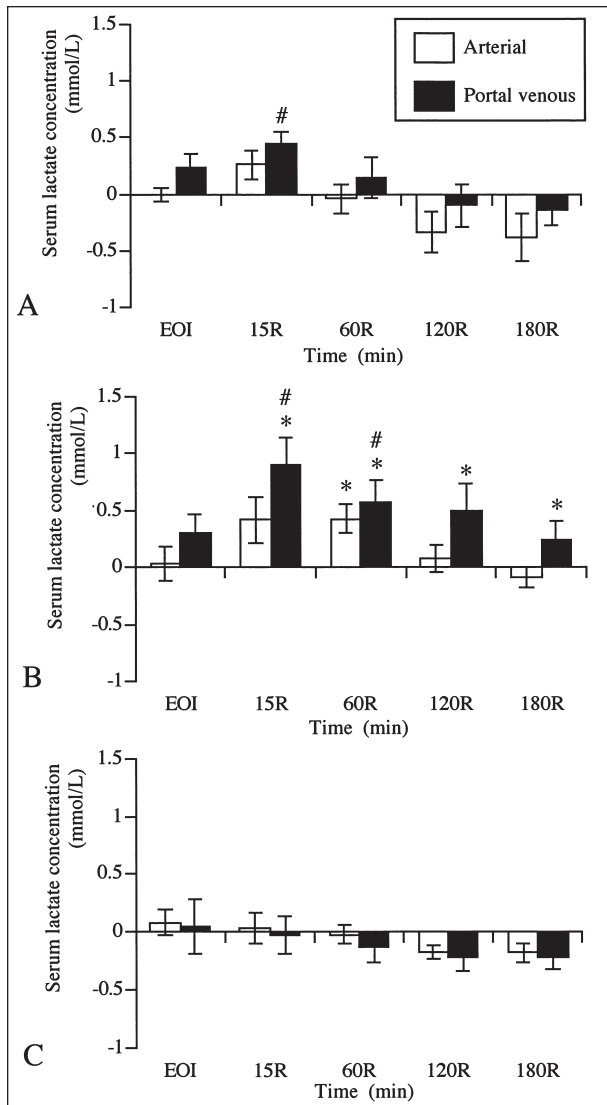 Serum lactate concentration
(mmol/L)
1.5
1
0.5
0
-0.5
-1
Arterial
Portal venous
#
A
EOI 15R 60R 120R 180R
Time (min)
Serum lactate concentration
(mmol/L)
1.5
1
0.5
0
-0.5
-1
# #
* * * * *
B
EOI 15R 60R 120R 180R
Time (min)
Serum lactate concentration
(mmol/L)
1.5
1
0.5
0
-0.5
-1
C
EOI 15R 60R 120R 180R
Time (min)